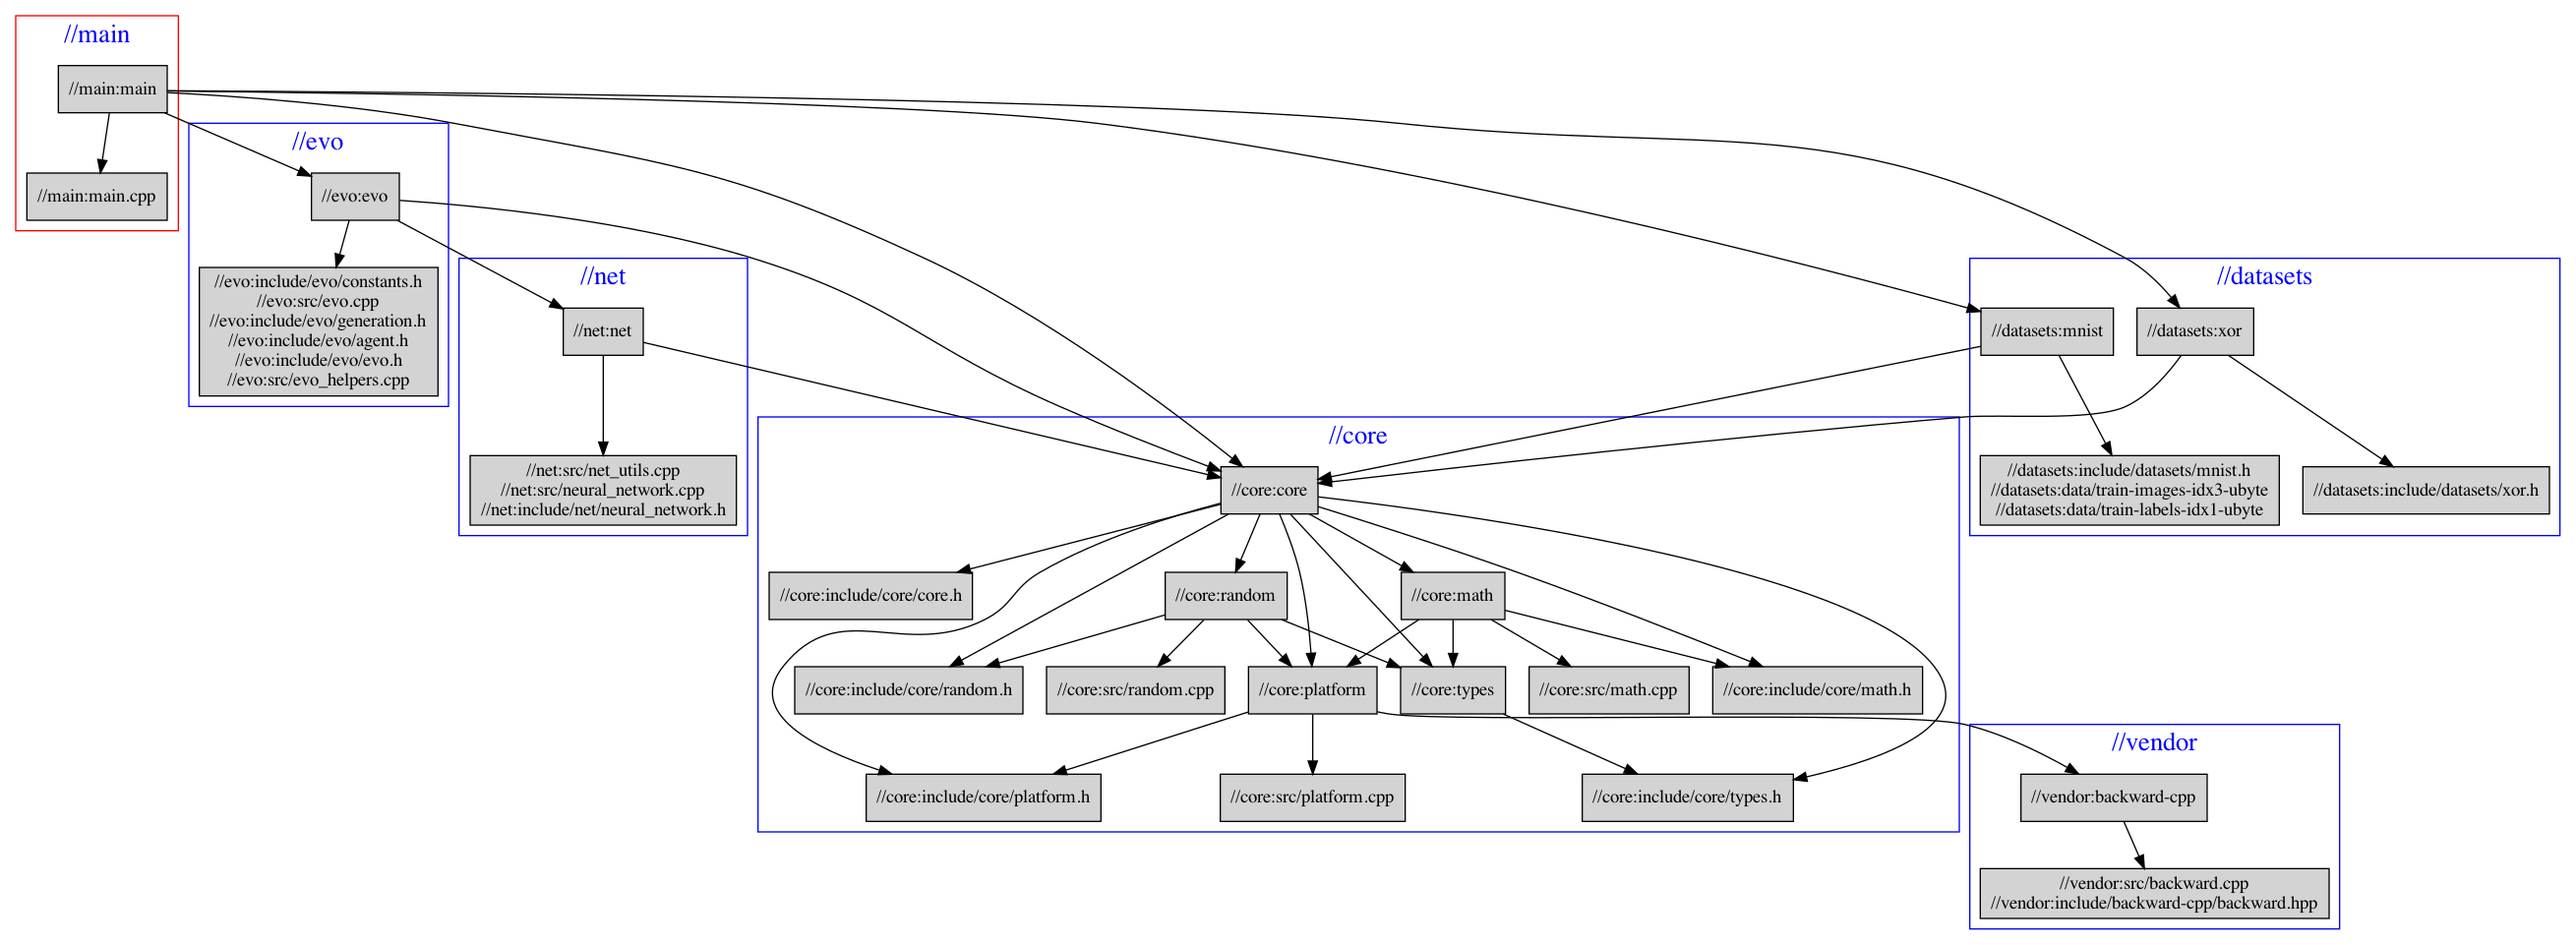 //main
//main:main
//main:main.cpp
//evo
//evo:evo
//evo:include/evo/constants.h
//evo:src/evo.cpp
//evo:include/evo/generation.h
//evo:include/evo/agent.h
//evo:include/evo/evo.h
//evo:src/evo_helpers.cpp
//net
//net:net
//net:src/net_utils.cpp
//net:src/neural_network.cpp
//net:include/net/neural_network.h
//datasets
//datasets:mnist
//datasets:xor
//datasets:include/datasets/mnist.h
//datasets:data/train-images-idx3-ubyte
//datasets:data/train-labels-idx1-ubyte
//datasets:include/datasets/xor.h
//core
//core:core
//core:include/core/core.h
//core:random
//core:math
//core:include/core/random.h
//core:src/random.cpp
//core:platform
//core:types
//core:src/math.cpp
//core:include/core/math.h
//core:include/core/platform.h
//core:src/platform.cpp
//core:include/core/types.h
//vendor
//vendor:backward-cpp
//vendor:src/backward.cpp
//vendor:include/backward-cpp/backward.hpp